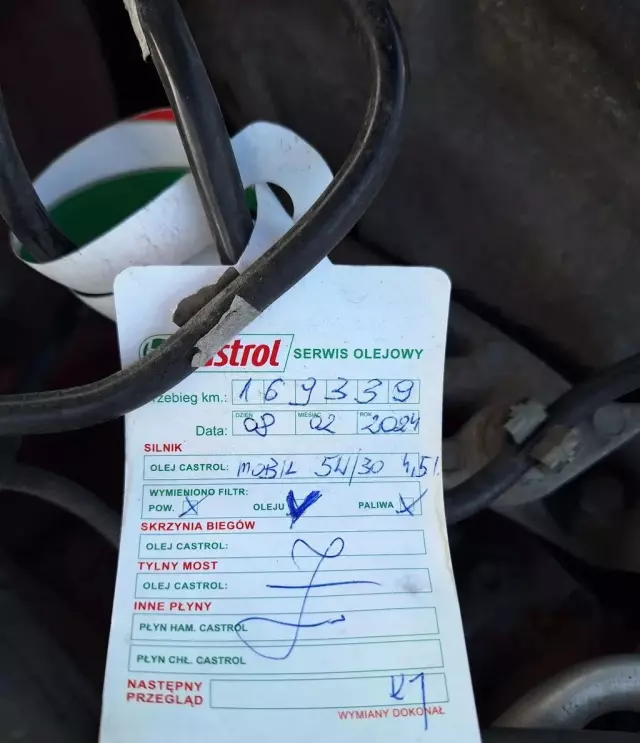 Castrol SERWIS OLEJOWY
Przebieg km.: 169339
DZIEŃ MIESIĄC ROK
Data: 08 02 2024
SILNIK
OLEJ CASTROL: MOBIL 5W/30 4,5l
WYMIENIONO FILTR:
POW. X OLEJU V PALIWA X
SKRZYNIA BIEGÓW
OLEJ CASTROL:
TYLNY MOST
OLEJ CASTROL:
INNE PŁYNY
PŁYN HAM. CASTROL
PŁYN CHŁ. CASTROL
NASTĘPNY
PRZEGLĄD
WYMIANY DOKONAŁ